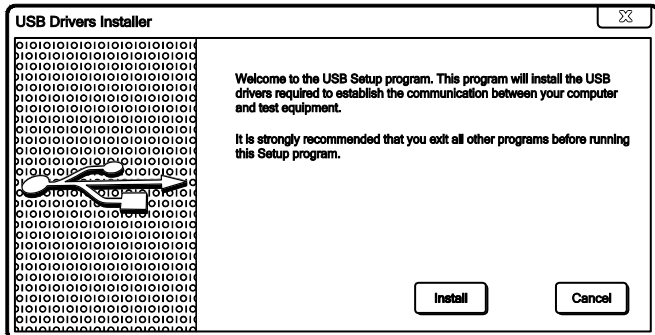 USB Drivers Installer
Welcome to the USB Setup program. This program will install the USB
drivers required to establish the communication between your computer
and test equipment.
It is strongly recommended that you exit all other programs before running
this Setup program.
Install
Cancel